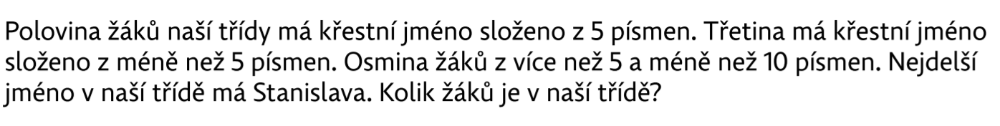 Polovina žáků naší třídy má křestní jméno složeno z 5 písmen. Třetina má křestní jméno
složeno z méně než 5 písmen. Osmina žáků z více než 5 a méně než 10 písmen. Nejdelší
jméno v naší třídě má Stanislava. Kolik žáků je v naší třídě?